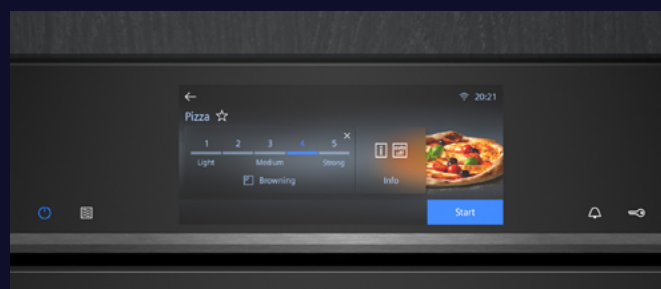 20:21
Pizza
1 2 3 4 5
Light Medium Strong
Browning
Info
Start